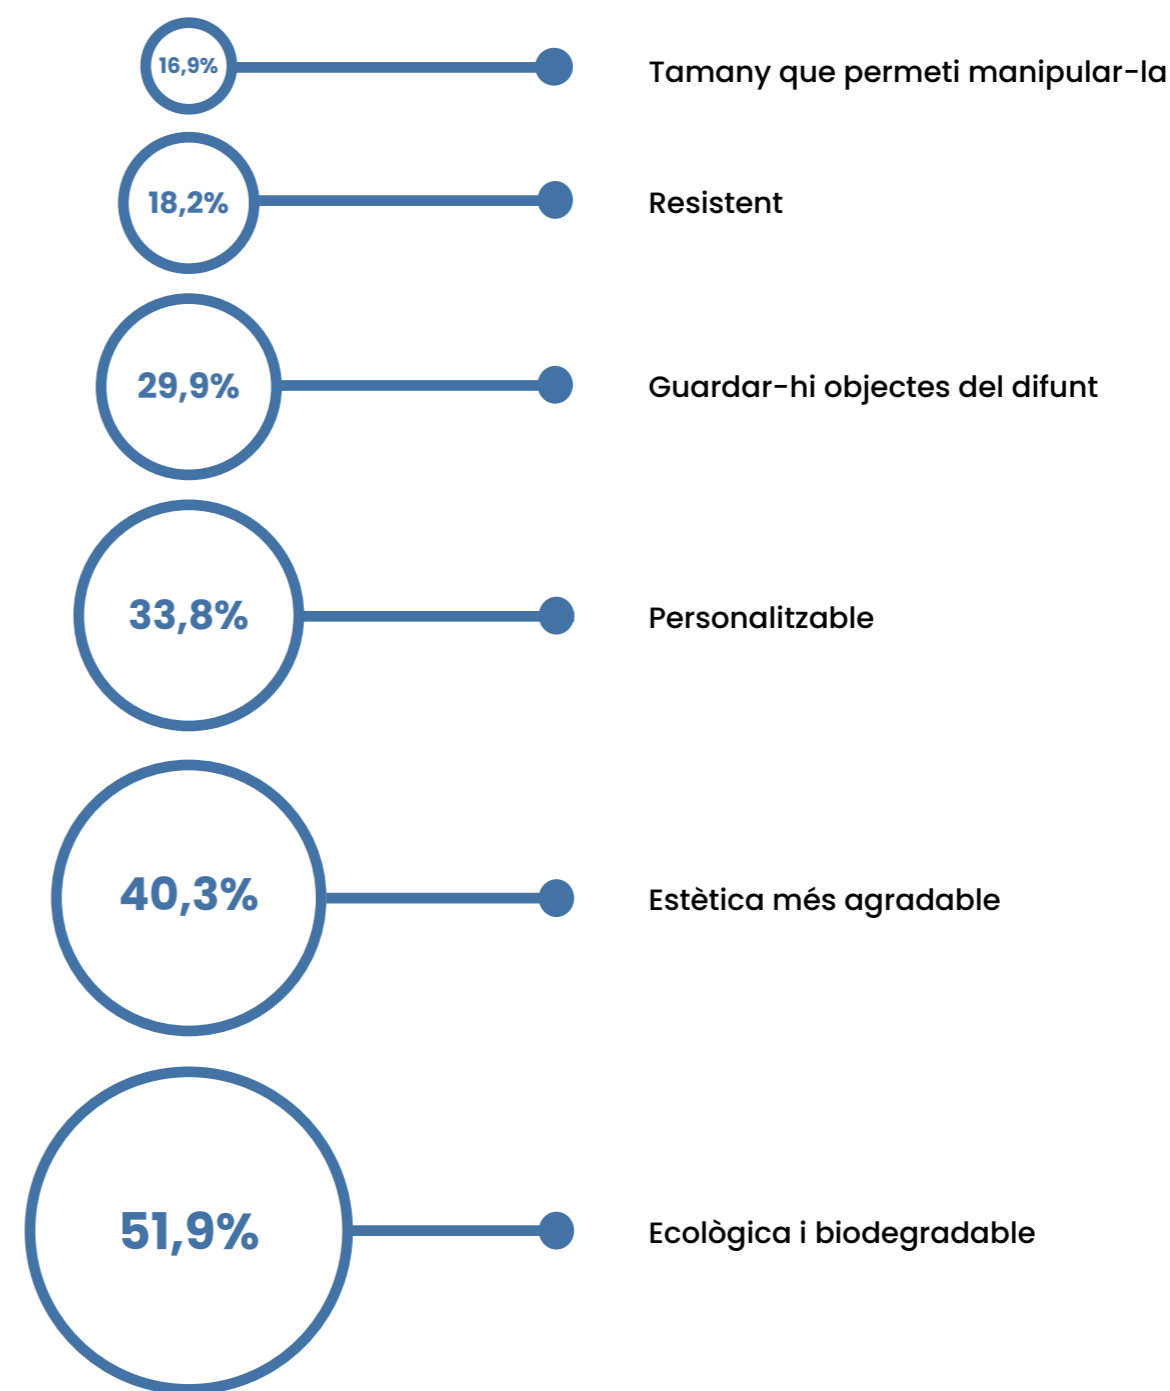 16,9% Tamany que permeti manipular-la
18,2% Resistent
29,9% Guardar-hi objectes del difunt
33,8% Personalitzable
40,3% Estètica més agradable
51,9% Ecològica i biodegradable